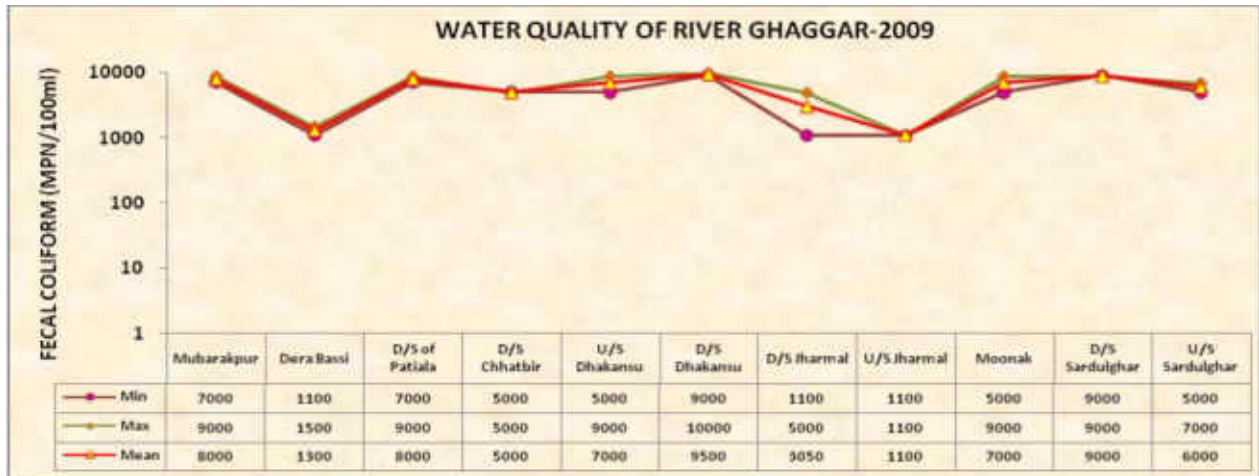 WATER QUALITY OF RIVER GHAGGAR-2009
FECAL COLIFORM (MPN/100ml)
10000
1000
100
10
1
Mubarakpur Dera Bassi D/S of Patiala D/S Chhatbir U/S Dhakansu D/S Dhakansu D/S Jharmal U/S Jharmal Moonak D/S Sardulghar U/S Sardulghar
Min 7000 1100 7000 5000 5000 9000 1100 1100 5000 9000 5000
Max 9000 1500 9000 5000 9000 10000 5000 1100 9000 9000 7000
Mean 8000 1300 8000 5000 7000 9500 3050 1100 7000 9000 6000